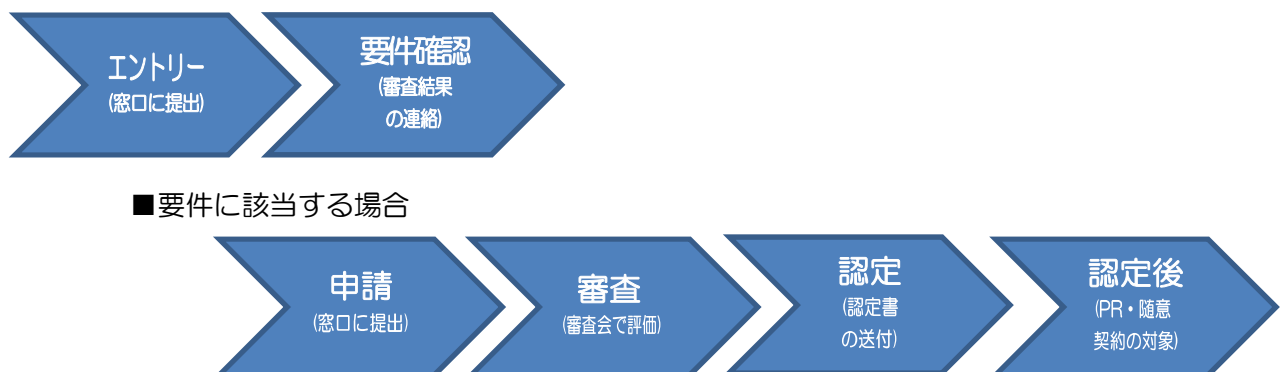 エントリー
(窓口に提出)
要件確認
(審査結果
の連絡)
■要件に該当する場合
申請
(窓口に提出)
審査
(審査会で評価)
認定
(認定書
の送付)
認定後
(PR・随意
契約の対象)